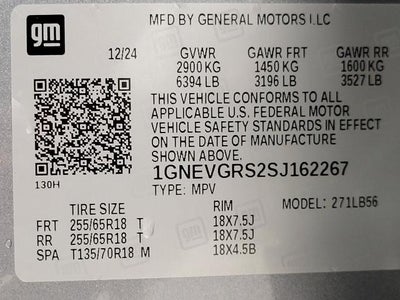 gm
MFD BY GENERAL MOTORS LLC
12/24 GVWR GAWR FRT GAWR RR
2900 KG 1450 KG 1600 KG
6394 LB 3196 LB 3527 LB
THIS VEHICLE CONFORMS TO ALL
APPLICABLE U.S. FEDERAL MOTOR
VEHICLE SAFETY STANDARDS IN EFFECT
ON THE DATE OF MANUFACTURE
SHOWN ABOVE.
1GNEVGRS2SJ162267
130H TYPE: MPV
TIRE SIZE RIM MODEL: 271LB56
FRT 255/65R18 T 18X7.5J
RR 255/65R18 T 18X7.5J
SPA T135/70R18 M 18X4.5B